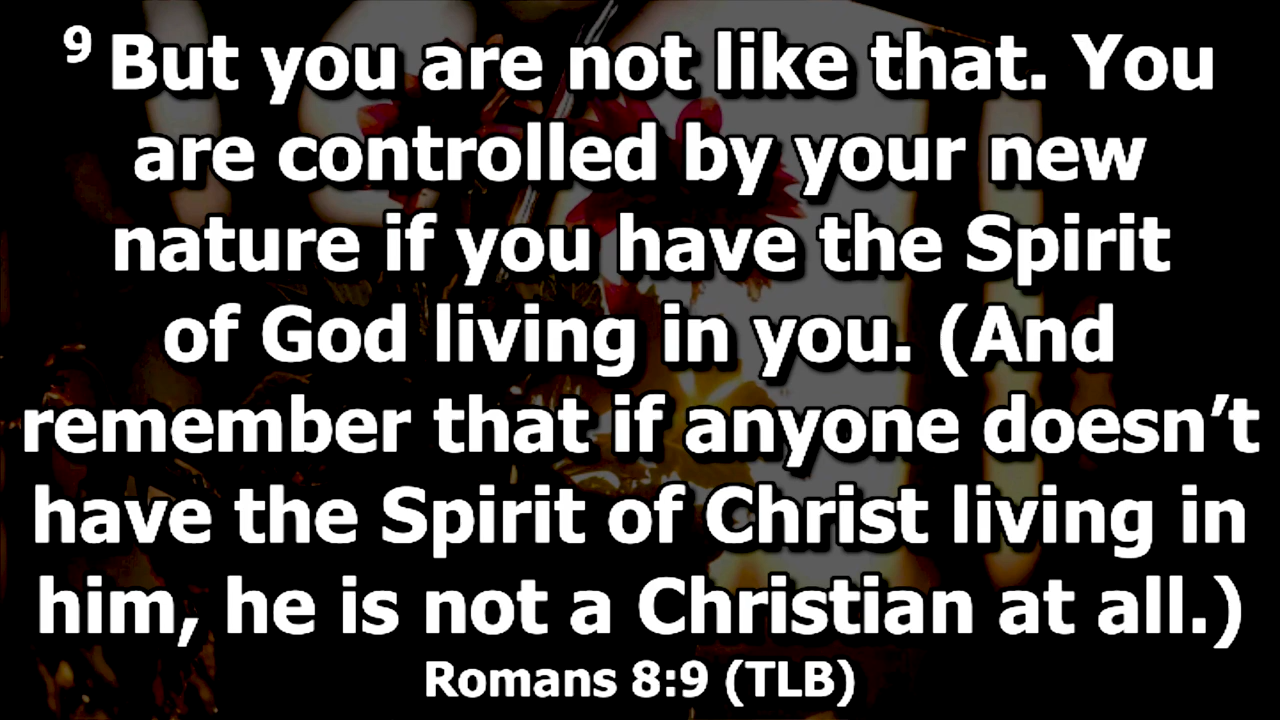 9 But you are not like that. You
are controlled by your new
nature if you have the Spirit
of God living in you. (And
remember that if anyone doesn’t
have the Spirit of Christ living in
him, he is not a Christian at all.)
Romans 8:9 (TLB)